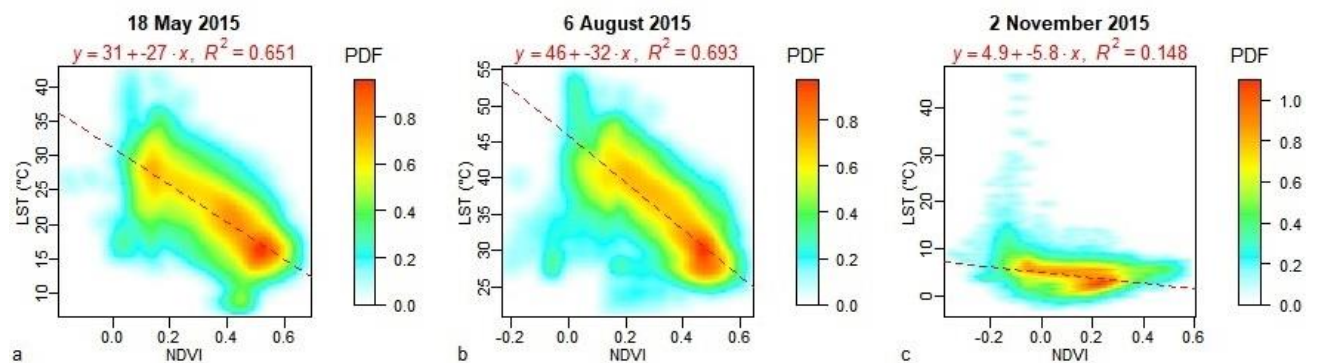 18 May 2015
y = 31 + -27 · x, R² = 0.651
PDF
LST (°C)
40
35
30
25
20
15
10
0.0
0.2
0.4
0.6
NDVI
0.8
0.6
0.4
0.2
0.0
a
6 August 2015
y = 46 + -32 · x, R² = 0.693
PDF
LST (°C)
55
50
45
40
35
30
25
-0.2
0.0
0.2
0.4
0.6
NDVI
0.8
0.6
0.4
0.2
0.0
b
2 November 2015
y = 4.9 + -5.8 · x, R² = 0.148
PDF
LST (°C)
40
30
20
10
0
-0.2
0.0
0.2
0.4
0.6
NDVI
1.0
0.8
0.6
0.4
0.2
0.0
c